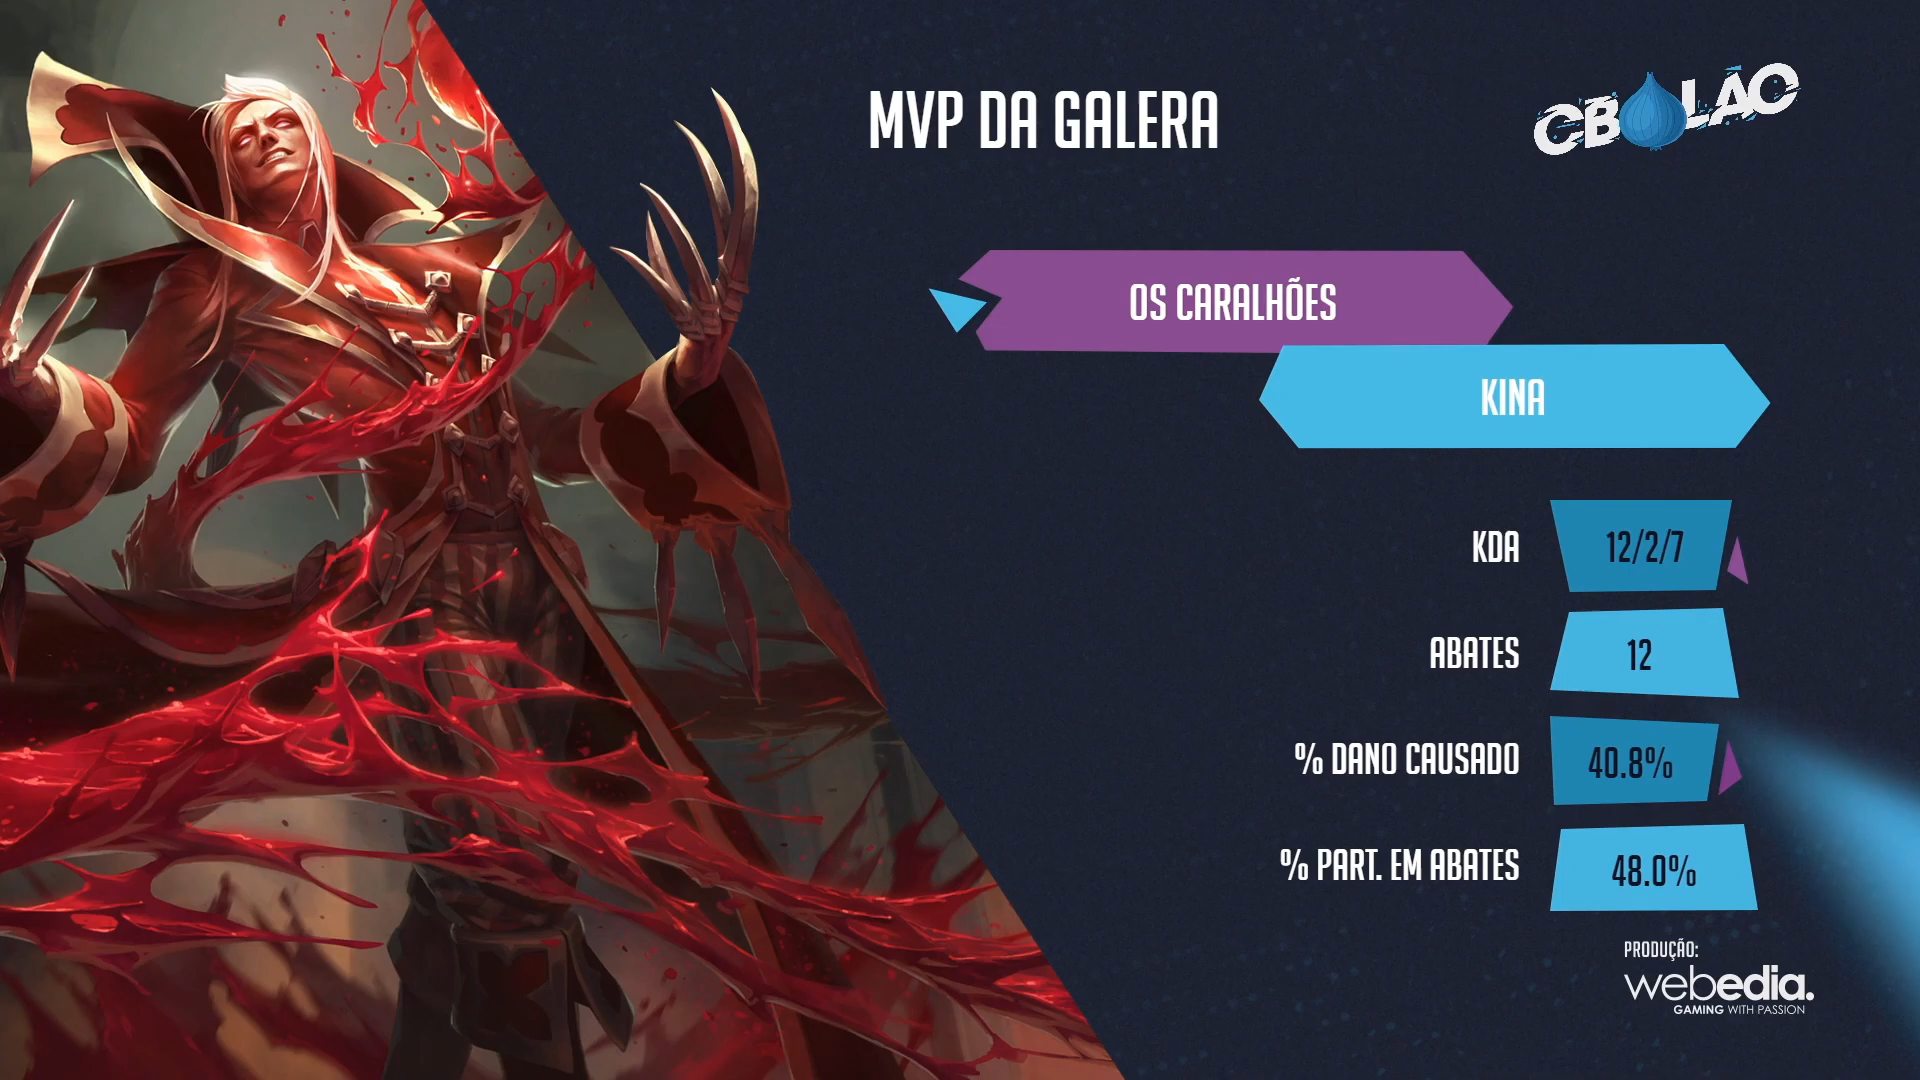 MVP DA GALERA
CBOLÃO
OS CARALHÕES
KINA
KDA 12/2/7
ABATES 12
% DANO CAUSADO 40.8%
% PART. EM ABATES 48.0%
PRODUÇÃO:
webedia.
GAMING WITH PASSION